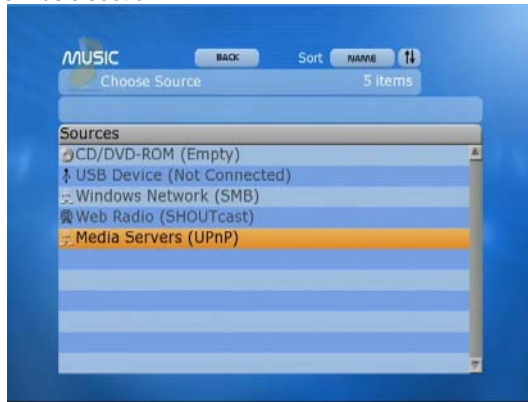 MUSIC BACK Sort NAME
Choose Source 5 items
Sources
CD/DVD-ROM (Empty)
USB Device (Not Connected)
Windows Network (SMB)
Web Radio (SHOUTcast)
Media Servers (UPnP)